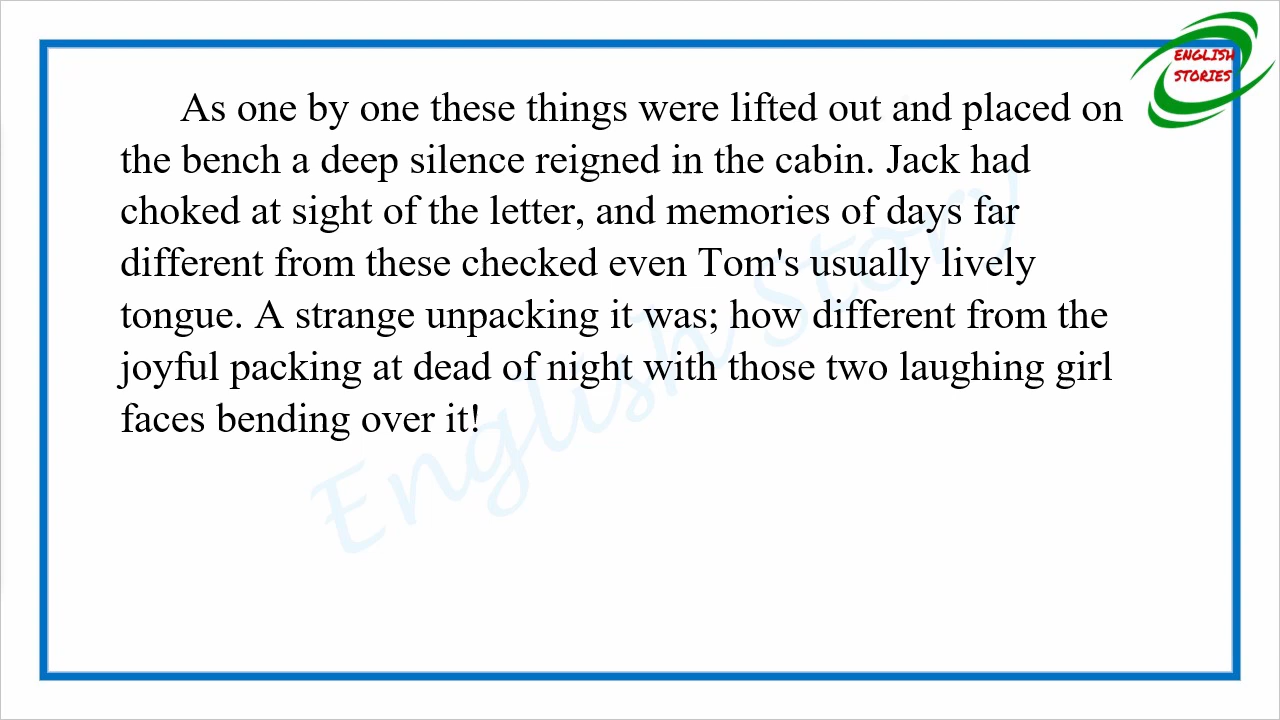 ENGLISH
STORIES
As one by one these things were lifted out and placed on
the bench a deep silence reigned in the cabin. Jack had
choked at sight of the letter, and memories of days far
different from these checked even Tom's usually lively
tongue. A strange unpacking it was; how different from the
joyful packing at dead of night with those two laughing girl
faces bending over it!
English Story